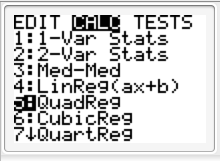 EDIT CALC TESTS
1:1-Var Stats
2:2-Var Stats
3:Med-Med
4:LinReg(ax+b)
5:QuadReg
6:CubicReg
7↓QuartReg